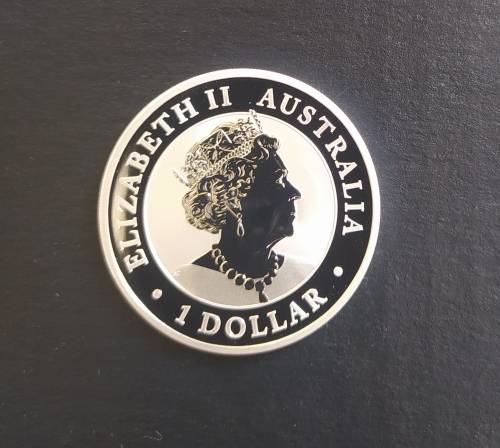 ELIZABETH II AUSTRALIA
• 1 DOLLAR •